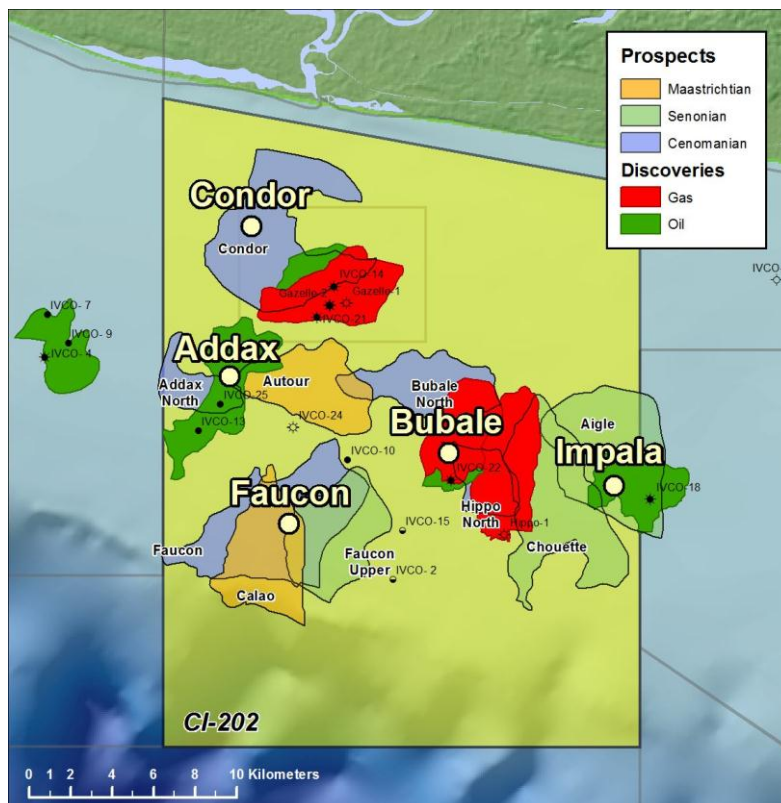 Prospects
Maastrichtian
Senonian
Cenomanian
Discoveries
Gas
Oil
Condor
Condor
IVCO-14
Gazelle-2
Gazelle-1
IVCO-21
IVCO
IVCO- 7
IVCO- 9
IVCO- 4
Addax
Addax
North
Autour
IVCO-25
IVCO-13
IVCO-24
Bubale
North
Bubale
IVCO-22
IVCO-10
Aigle
Impala
IVCO-18
Faucon
Hippo
North
Hippo-1
IVCO-15
Faucon
Faucon
Upper
Chouette
IVCO- 2
Calao
CI-202
0 1 2 4 6 8 10 Kilometers